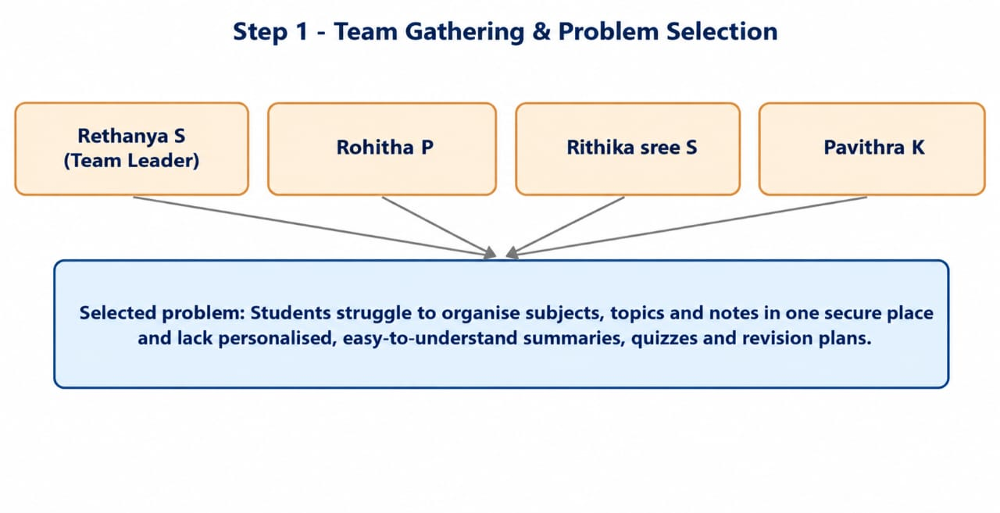 Step 1 - Team Gathering & Problem Selection
Rethanya S
(Team Leader)
Rohitha P
Rithika sree S
Pavithra K
Selected problem: Students struggle to organise subjects, topics and notes in one secure place
and lack personalised, easy-to-understand summaries, quizzes and revision plans.